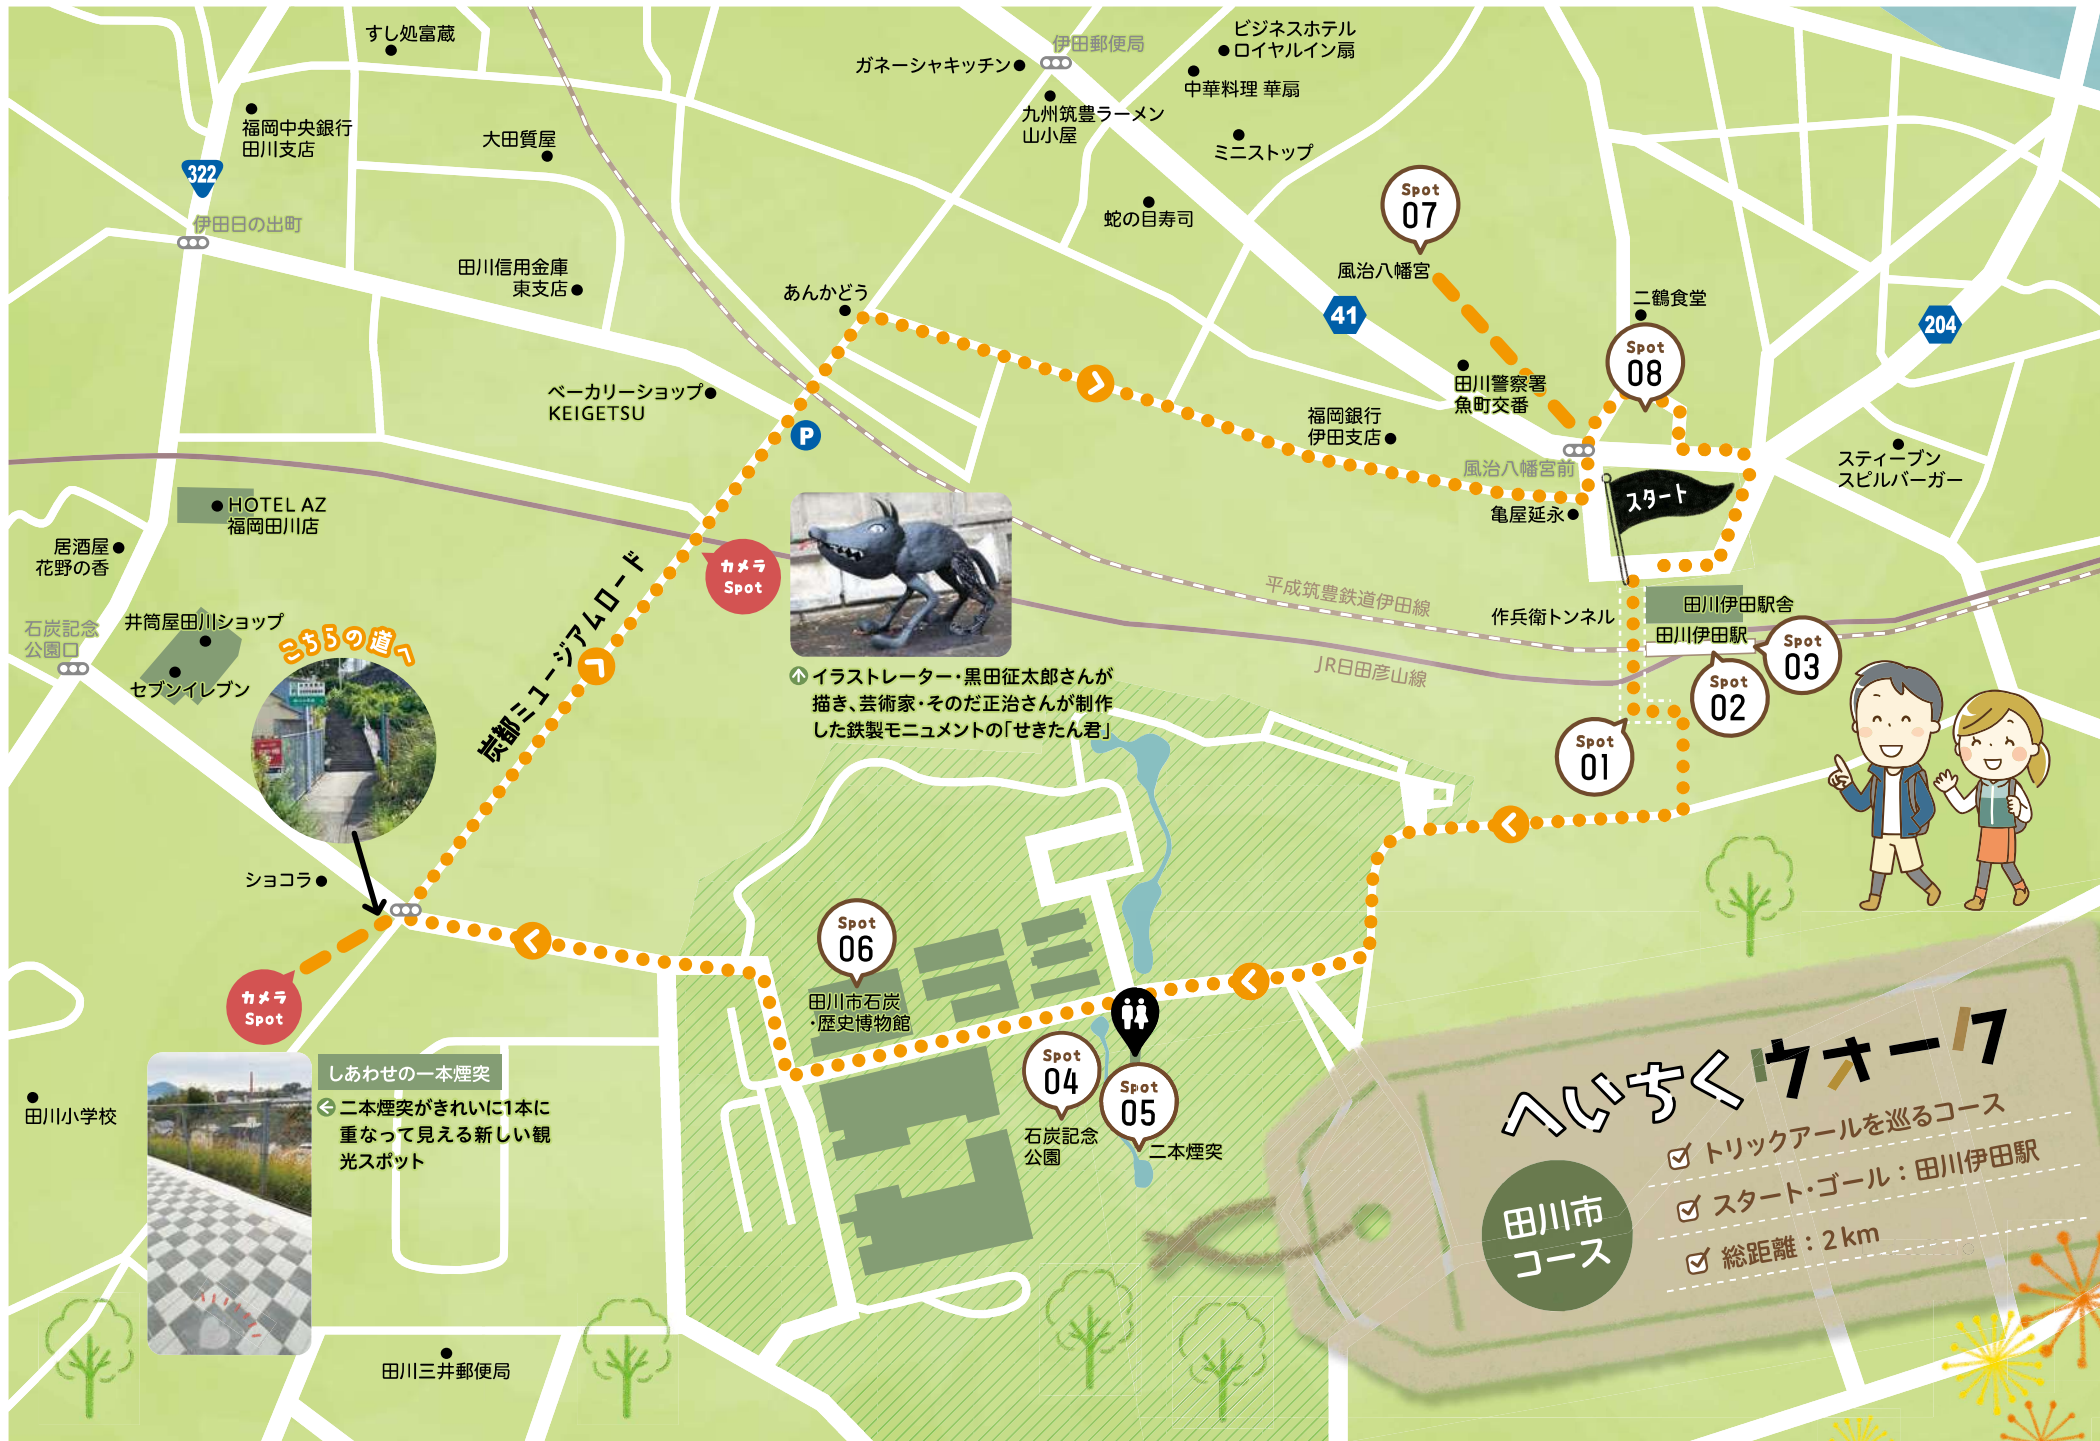 すし処富蔵
福岡中央銀行
田川支店
322
伊田日の出町
大田質屋
田川信用金庫
東支店
ガネーシャキッチン
伊田郵便局
九州筑豊ラーメン
山小屋
ビジネスホテル
ロイヤルイン扇
中華料理 華扇
ミニストップ
蛇の目寿司
あんかどう
Spot
07
風治八幡宮
41
二鶴食堂
Spot
08
204
田川警察署
魚町交番
福岡銀行
伊田支店
風治八幡宮前
亀屋延永
スタート
スティーブン
スピルバーガー
ベーカリーショップ
KEIGETSU
P
HOTEL AZ
福岡田川店
居酒屋
花野の香
石炭記念
公園口
井筒屋田川ショップ
セブンイレブン
こちらの道へ
炭都ミュージアムロード
カメラ
Spot
イラストレーター・黒田征太郎さんが
描き、芸術家・そのだ正治さんが制作
した鉄製モニュメントの「せきたん君」
平成筑豊鉄道伊田線
JR日田彦山線
作兵衛トンネル
田川伊田駅舎
田川伊田駅
Spot
03
Spot
02
Spot
01
ショコラ
カメラ
Spot
しあわせの一本煙突
二本煙突がきれいに1本に
重なって見える新しい観
光スポット
田川小学校
田川三井郵便局
Spot
06
田川市石炭
・歴史博物館
Spot
04
石炭記念
公園
Spot
05
二本煙突
へいちくウオーク
田川市
コース
トリックアールを巡るコース
スタート・ゴール：田川伊田駅
総距離：2km